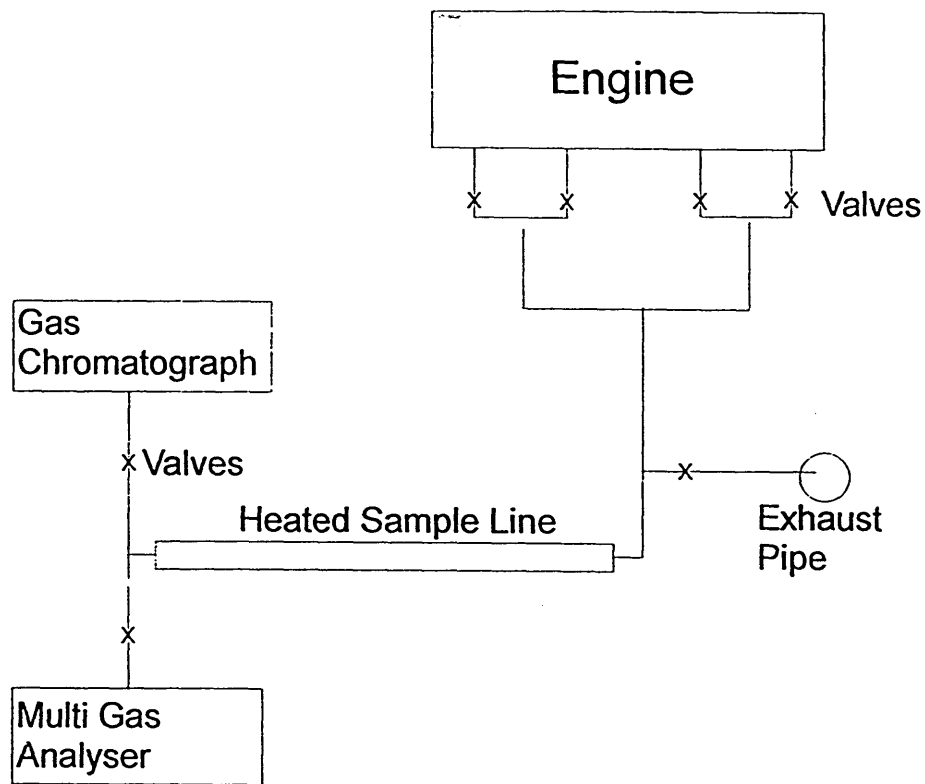 Engine
Valves
Gas
Chromatograph
Valves
Heated Sample Line
Exhaust
Pipe
Multi Gas
Analyser